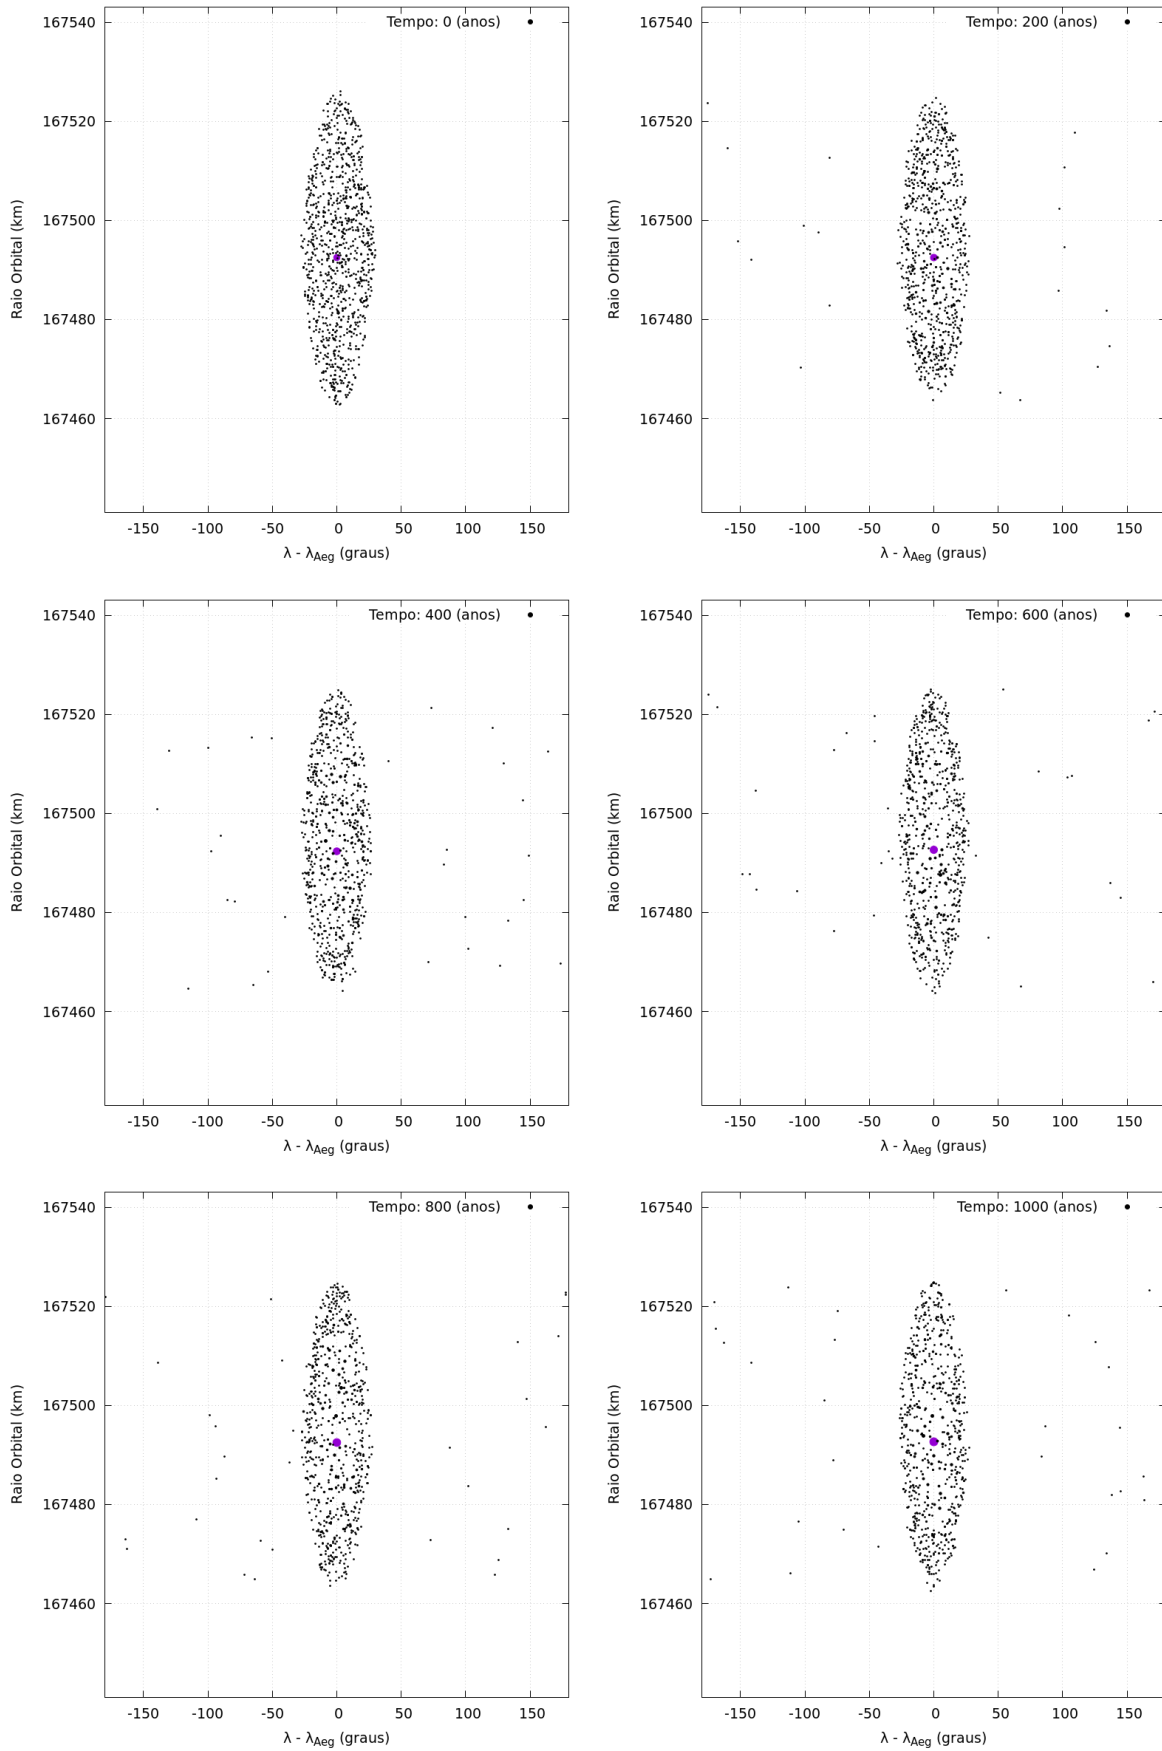 Tempo: 0 (anos)
167540
167520
167500
167480
167460
Raio Orbital (km)
-150 -100 -50 0 50 100 150
λ - λAeg (graus)
Tempo: 200 (anos)
167540
167520
167500
167480
167460
Raio Orbital (km)
-150 -100 -50 0 50 100 150
λ - λAeg (graus)
Tempo: 400 (anos)
167540
167520
167500
167480
167460
Raio Orbital (km)
-150 -100 -50 0 50 100 150
λ - λAeg (graus)
Tempo: 600 (anos)
167540
167520
167500
167480
167460
Raio Orbital (km)
-150 -100 -50 0 50 100 150
λ - λAeg (graus)
Tempo: 800 (anos)
167540
167520
167500
167480
167460
Raio Orbital (km)
-150 -100 -50 0 50 100 150
λ - λAeg (graus)
Tempo: 1000 (anos)
167540
167520
167500
167480
167460
Raio Orbital (km)
-150 -100 -50 0 50 100 150
λ - λAeg (graus)